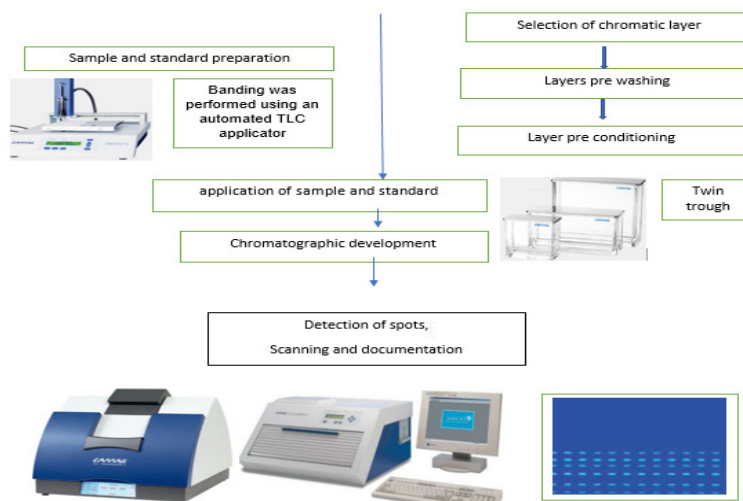 Selection of chromatic layer
Sample and standard preparation
Banding was
performed using an
automated TLC
applicator
Layers pre washing
Layer pre conditioning
application of sample and standard
Twin
trough
Chromatographic development
Detection of spots,
Scanning and documentation
CAMAG